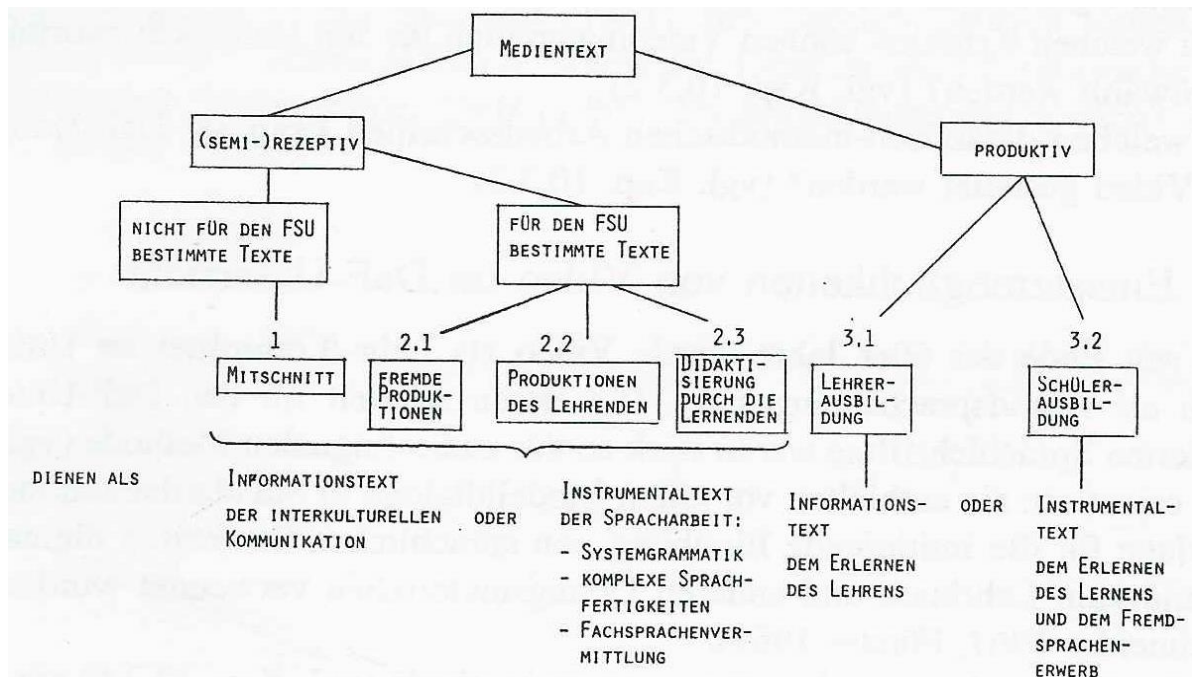 MEDIENTEXT
(SEMI-)REZEPTIV
PRODUKTIV
NICHT FÜR DEN FSU
BESTIMMTE TEXTE
FÜR DEN FSU
BESTIMMTE TEXTE
1
MITSCHNITT
2.1
FREMDE
PRODUK-
TIONEN
2.2
PRODUKTIONEN
DES LEHRENDEN
2.3
DIDAKTI-
SIERUNG
DURCH DIE
LERNENDEN
3.1
LEHRER-
AUSBIL-
DUNG
3.2
SCHÜLER-
AUSBIL-
DUNG
DIENEN ALS
INFORMATIONSTEXT
DER INTERKULTURELLEN
KOMMUNIKATION
ODER
INSTRUMENTALTEXT
DER SPRACHARBEIT:
- SYSTEMGRAMMATIK
- KOMPLEXE SPRACH-
FERTIGKEITEN
- FACHSPRACHENVER-
MITTLUNG
INFORMATIONS-
TEXT
DEM ERLERNEN
DES LEHRENS
ODER
INSTRUMENTAL-
TEXT
DEM ERLERNEN
DES LERNENS
UND DEM FREMD-
SPRACHEN-
ERWERB